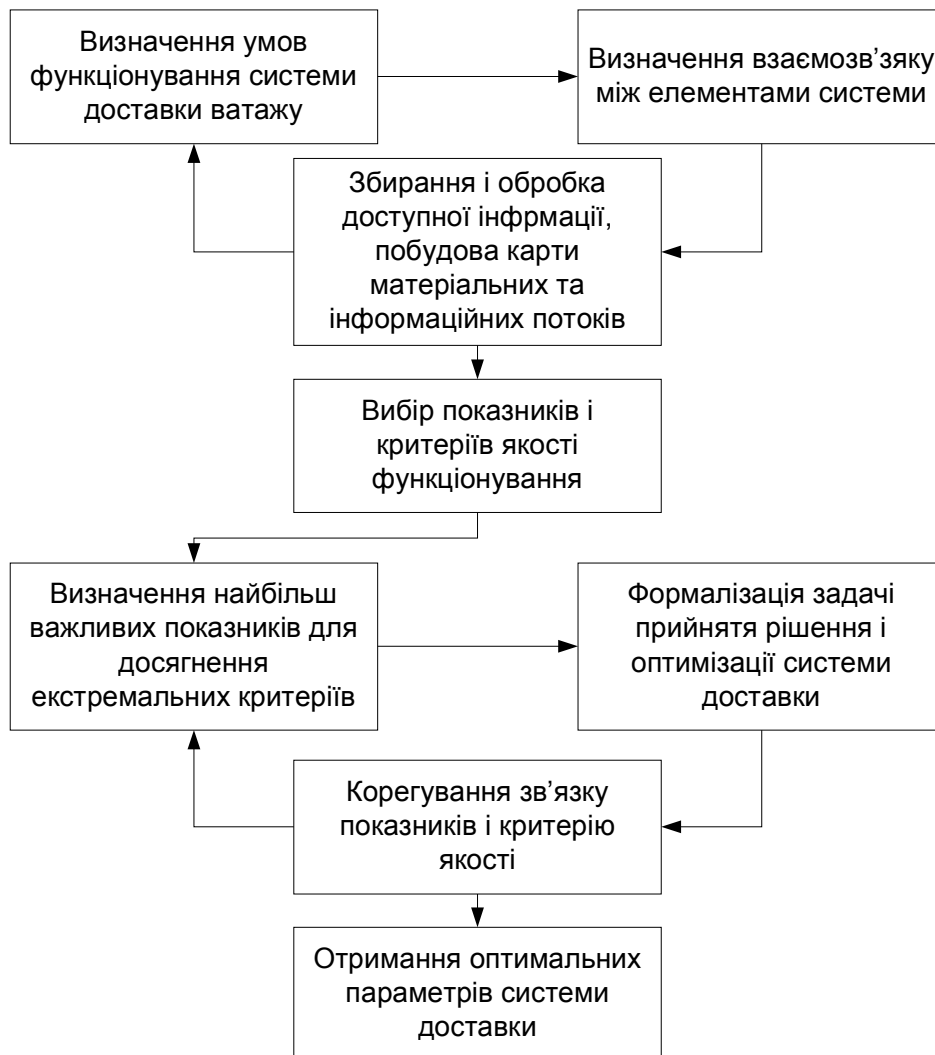 Визначення умов
функціонування системи
доставки ватажу
Визначення взаємозв’язку
між елементами системи
Збирання і обробка
доступної інфрмації,
побудова карти
матеріальних та
інформаційних потоків
Вибір показників і
критеріїв якості
функціонування
Визначення найбільш
важливих показників для
досягнення
екстремальних критеріїв
Формалізація задачі
прийнятя рішення і
оптимізації системи
доставки
Корегування зв’язку
показників і критерію
якості
Отримання оптимальних
параметрів системи
доставки